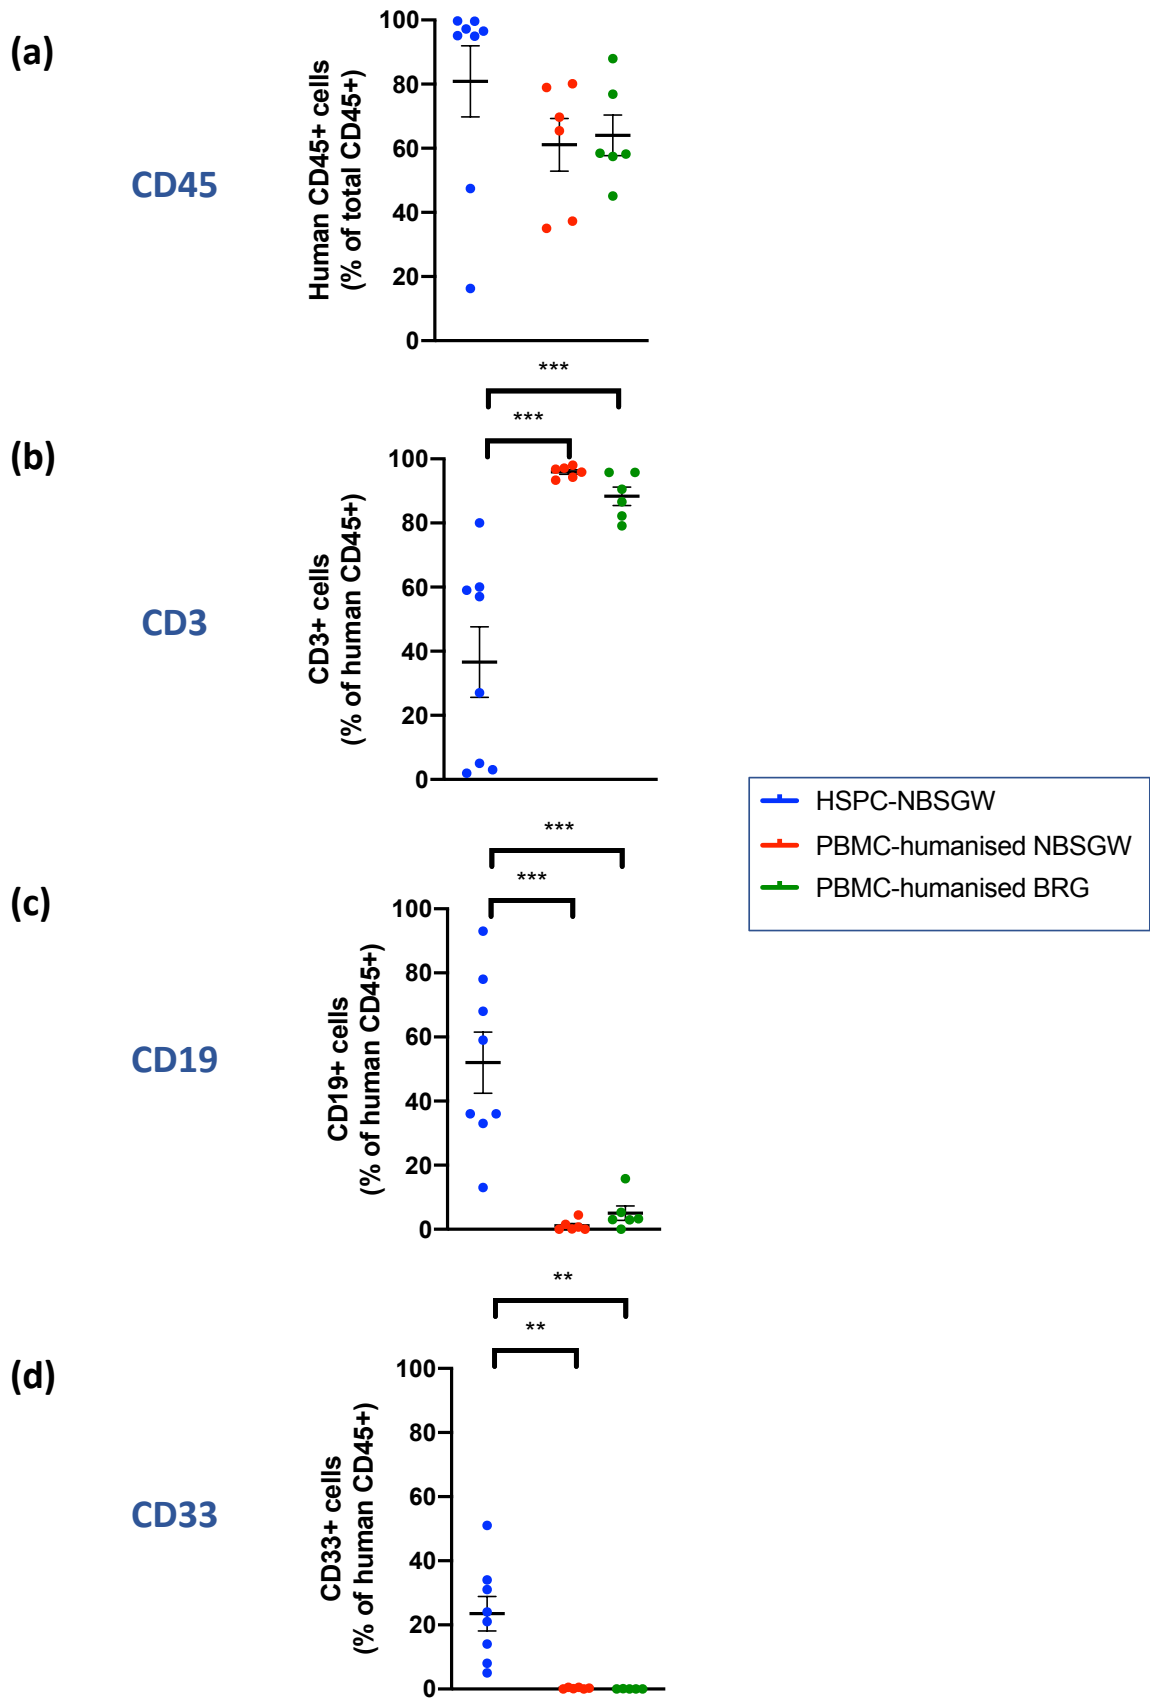 (a)
CD45
Human CD45+ cells
(% of total CD45+)
100
80
60
40
20
0
***
***
(b)
CD3
CD3+ cells
(% of human CD45+)
100
80
60
40
20
0
HSPC-NBSGW
PBMC-humanised NBSGW
PBMC-humanised BRG
***
***
(c)
CD19
CD19+ cells
(% of human CD45+)
100
80
60
40
20
0
**
**
(d)
CD33
CD33+ cells
(% of human CD45+)
100
80
60
40
20
0